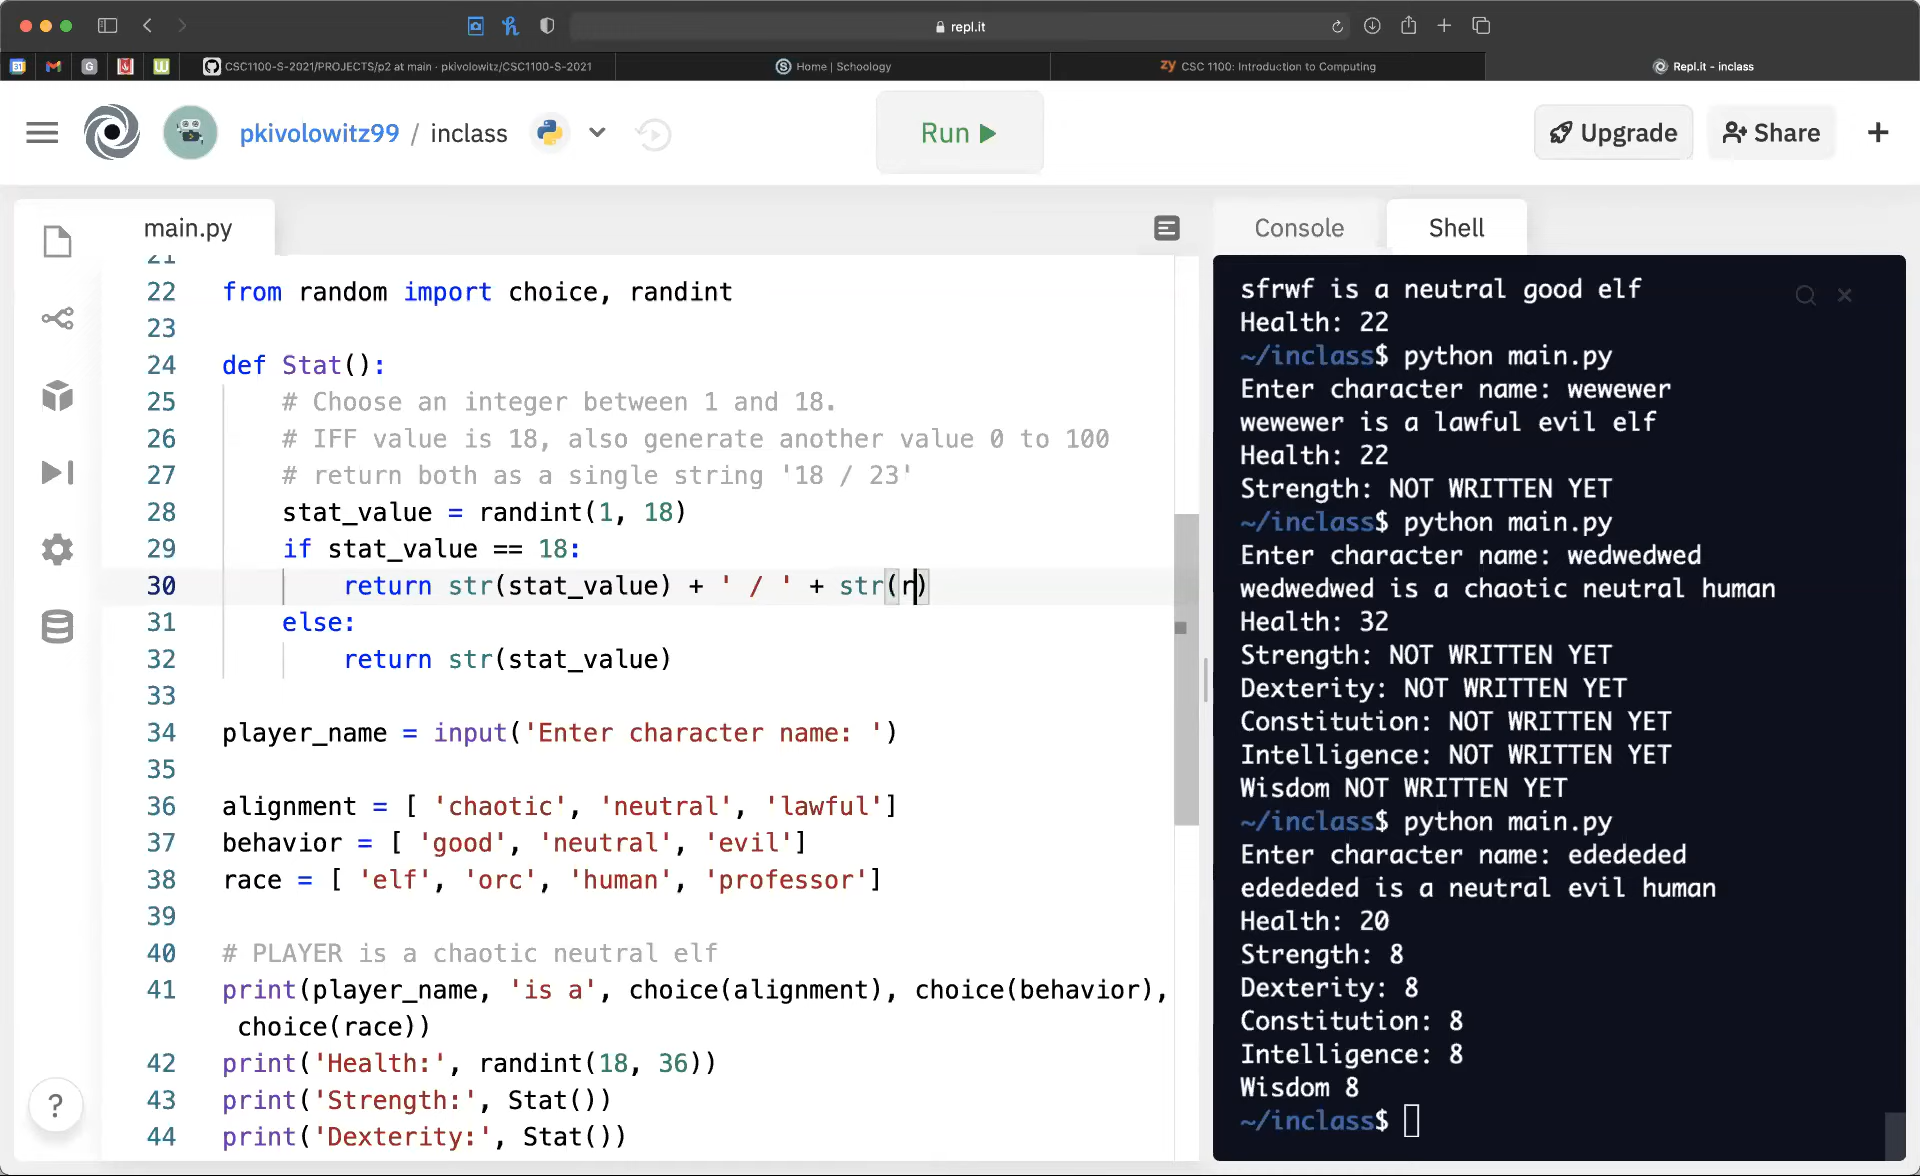 repl.it
31
G
W
CSC1100-S-2021/PROJECTS/p2 at main · pkivolowitz/CSC1100-S-2021
S Home | Schoology
zy CSC 1100: Introduction to Computing
Repl.it - inclass
pkivolowitz99 / inclass
Run
Upgrade
Share
+
main.py
21
22 from random import choice, randint
23
24 def Stat():
25 # Choose an integer between 1 and 18.
26 # IFF value is 18, also generate another value 0 to 100
27 # return both as a single string '18 / 23'
28 stat_value = randint(1, 18)
29 if stat_value == 18:
30 return str(stat_value) + ' / ' + str(r)
31 else:
32 return str(stat_value)
33
34 player_name = input('Enter character name: ')
35
36 alignment = [ 'chaotic', 'neutral', 'lawful']
37 behavior = [ 'good', 'neutral', 'evil']
38 race = [ 'elf', 'orc', 'human', 'professor']
39
40 # PLAYER is a chaotic neutral elf
41 print(player_name, 'is a', choice(alignment), choice(behavior),
choice(race))
42 print('Health:', randint(18, 36))
43 print('Strength:', Stat())
44 print('Dexterity:', Stat())
?
Console
Shell
sfrwf is a neutral good elf
Health: 22
~/inclass$ python main.py
Enter character name: wewewer
wewewer is a lawful evil elf
Health: 22
Strength: NOT WRITTEN YET
~/inclass$ python main.py
Enter character name: wedwedwed
wedwedwed is a chaotic neutral human
Health: 32
Strength: NOT WRITTEN YET
Dexterity: NOT WRITTEN YET
Constitution: NOT WRITTEN YET
Intelligence: NOT WRITTEN YET
Wisdom NOT WRITTEN YET
~/inclass$ python main.py
Enter character name: edededed
edededed is a neutral evil human
Health: 20
Strength: 8
Dexterity: 8
Constitution: 8
Intelligence: 8
Wisdom 8
~/inclass$